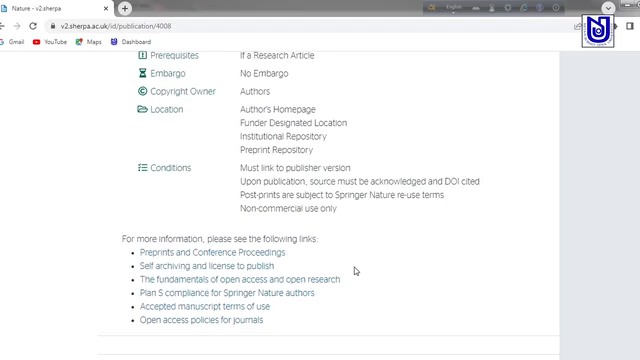 Nature - v2.sherpa
English
v2.sherpa.ac.uk/id/publication/4008
Gmail YouTube Maps Dashboard
Prerequisites If a Research Article
Embargo No Embargo
Copyright Owner Authors
Location Author's Homepage
Funder Designated Location
Institutional Repository
Preprint Repository
Conditions Must link to publisher version
Upon publication, source must be acknowledged and DOI cited
Post-prints are subject to Springer Nature re-use terms
Non-commercial use only
For more information, please see the following links:
Preprints and Conference Proceedings
Self archiving and license to publish
The fundamentals of open access and open research
Plan S compliance for Springer Nature authors
Accepted manuscript terms of use
Open access policies for journals